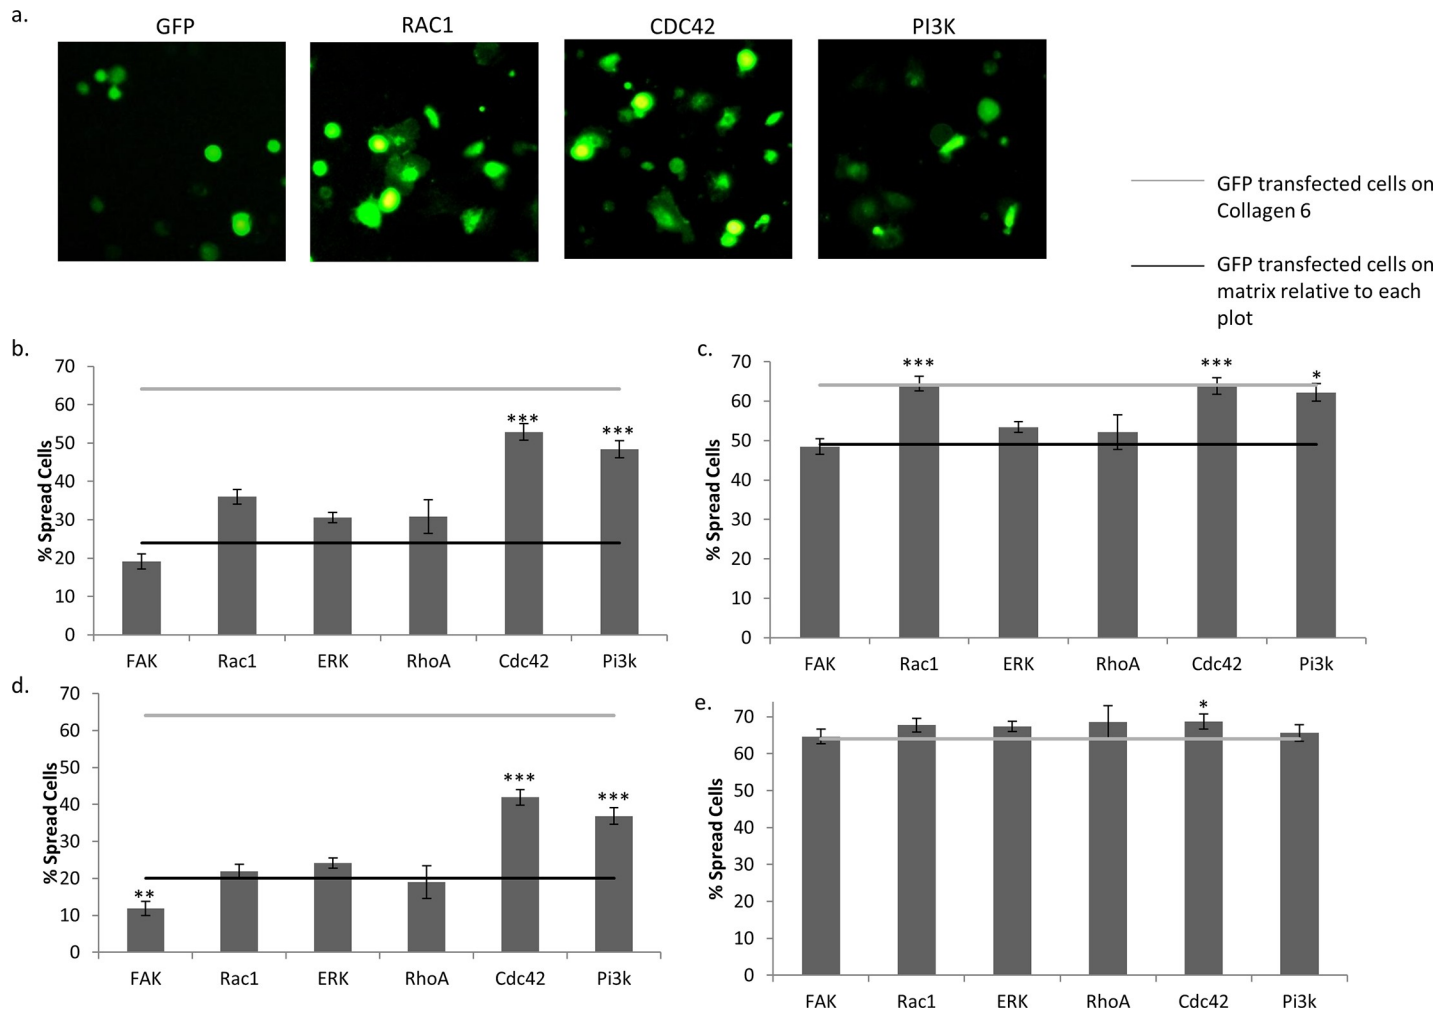 a.
GFP
RAC1
CDC42
PI3K
GFP transfected cells on
Collagen 6
GFP transfected cells on
matrix relative to each
plot
b.
% Spread Cells
70
60
50
40
30
20
10
0
***
***
FAK
Rac1
ERK
RhoA
Cdc42
Pi3k
c.
% Spread Cells
70
60
50
40
30
20
10
0
***
***
*
FAK
Rac1
ERK
RhoA
Cdc42
Pi3k
d.
% Spread Cells
70
60
50
40
30
20
10
0
**
***
***
FAK
Rac1
ERK
RhoA
Cdc42
Pi3k
e.
% Spread Cells
70
60
50
40
30
20
10
0
*
FAK
Rac1
ERK
RhoA
Cdc42
Pi3k